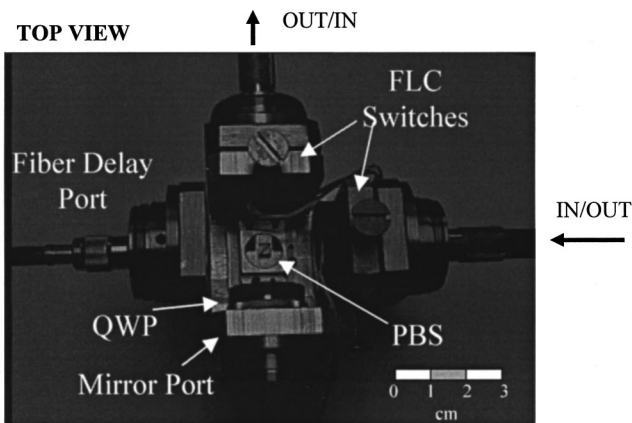 OUT/IN
TOP VIEW
FLC
Switches
Fiber Delay
Port
IN/OUT
QWP
PBS
Mirror Port
0 1 2 3
cm